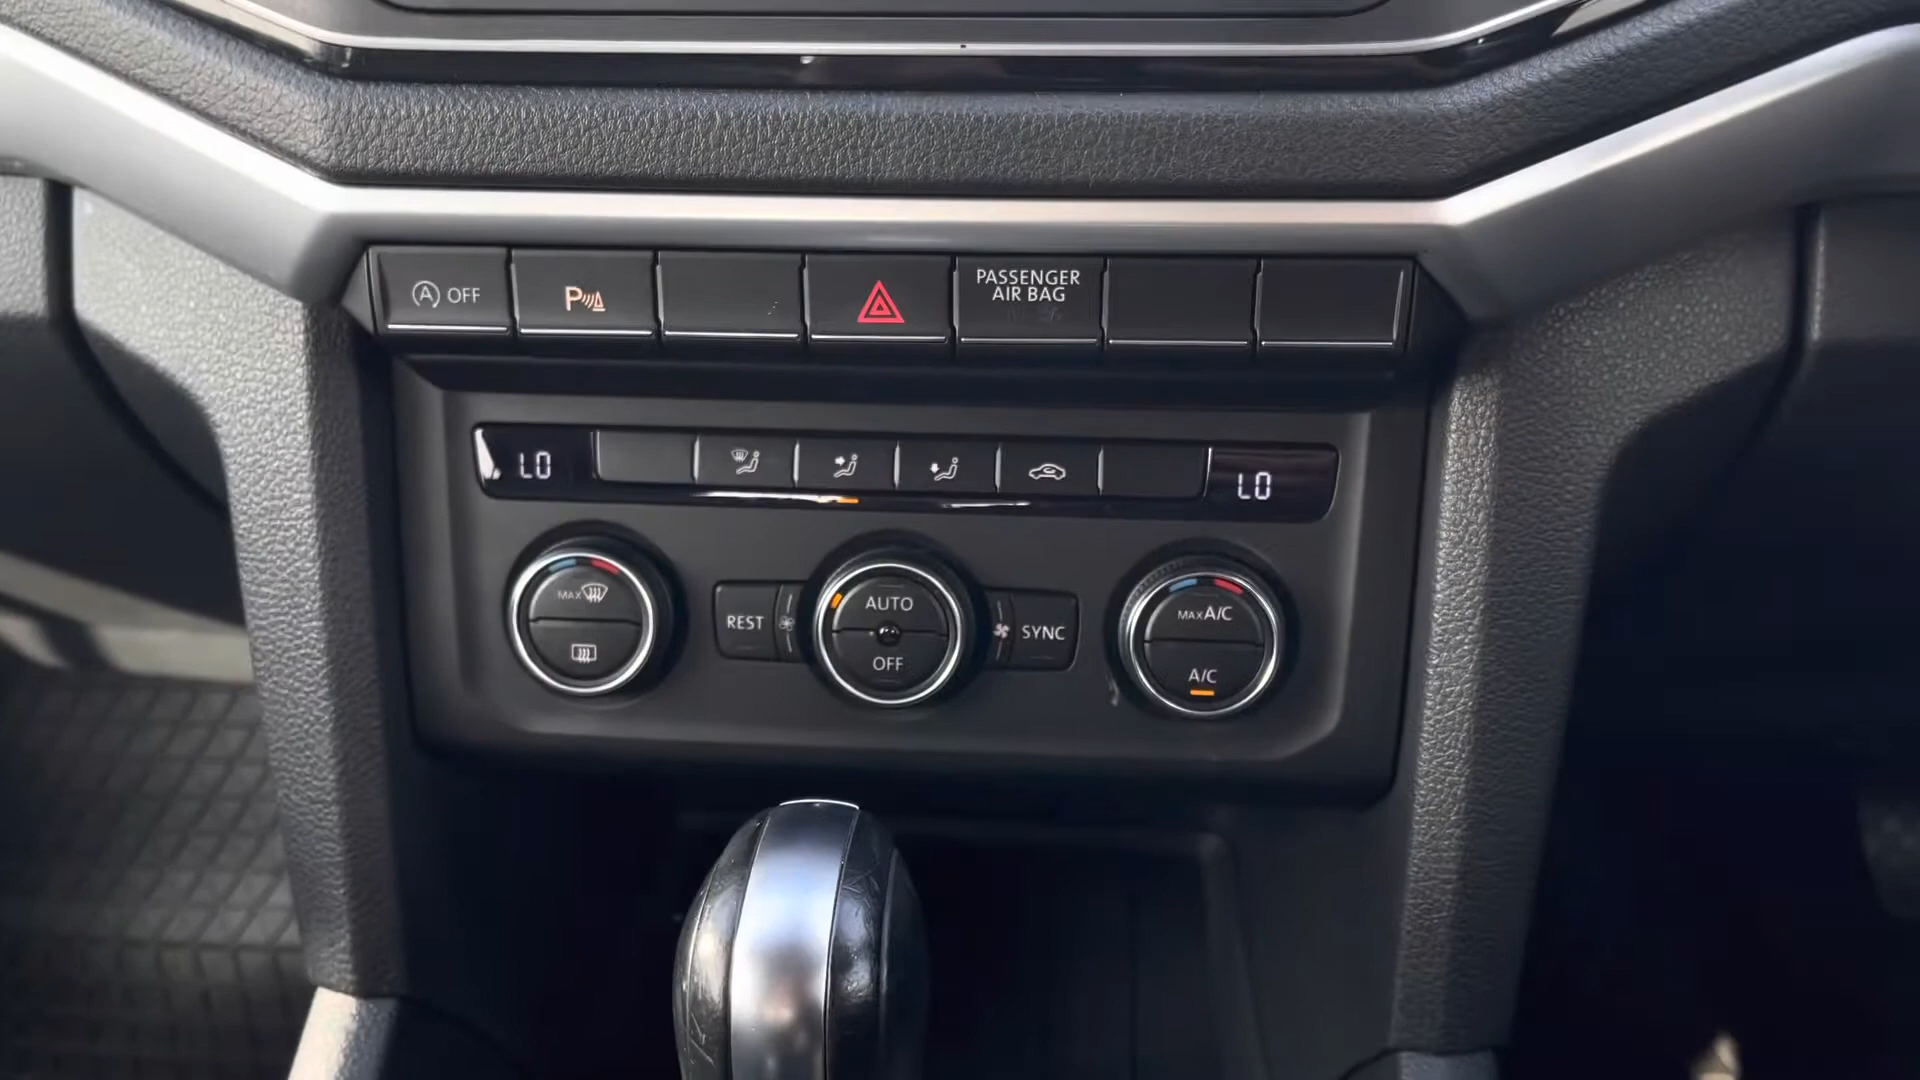 A OFF
P
PASSENGER
AIR BAG
LO
LO
MAX
REST
AUTO
OFF
SYNC
MAX A/C
A/C